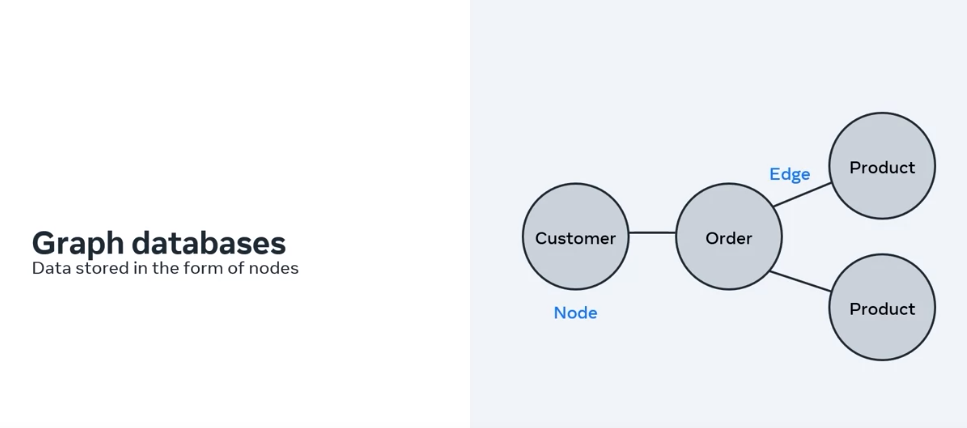 Graph databases
Data stored in the form of nodes
Product
Edge
Customer
Order
Node
Product